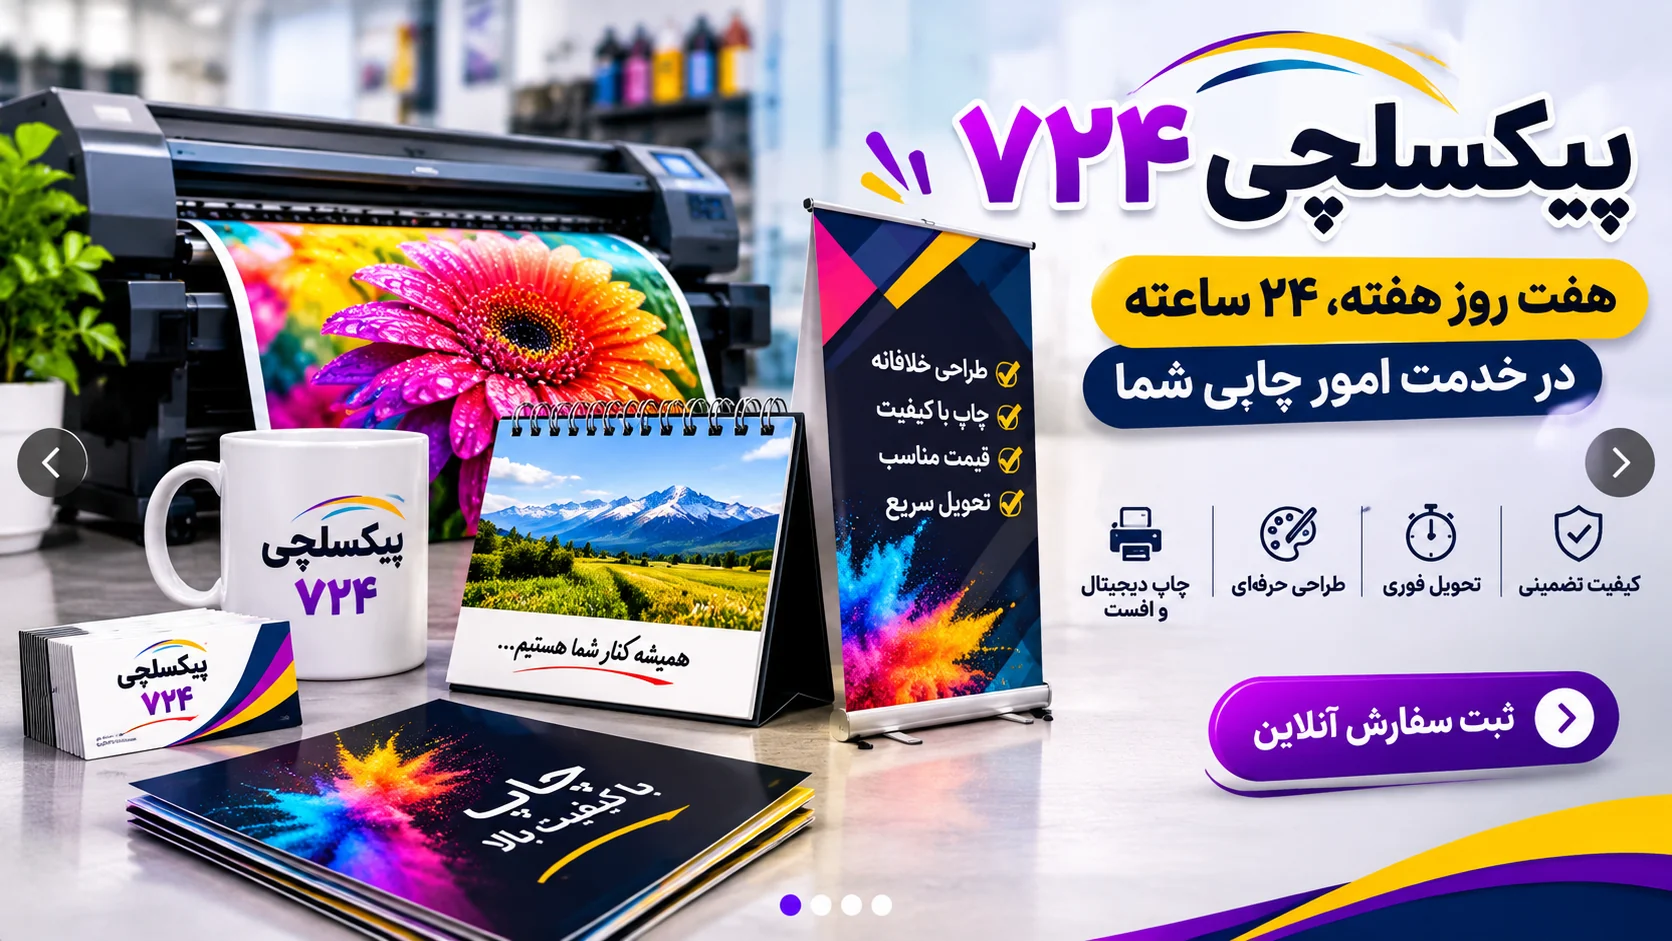 پیکسلچی ۷۲۴
هفت روز هفته، ۲۴ ساعته
در خدمت امور چاپی شما
کیفیت تضمینی
تحویل فوری
طراحی حرفه‌ای
چاپ دیجیتال
و افست
ثبت سفارش آنلاین
طراحی خلافانه
چاپ با کیفیت
قیمت مناسب
تحویل سریع
همیشه کنار شما هستیم...
پیکسلچی
۷۲۴
پیکسلچی
۷۲۴
چاپ
با کیفیت بالا